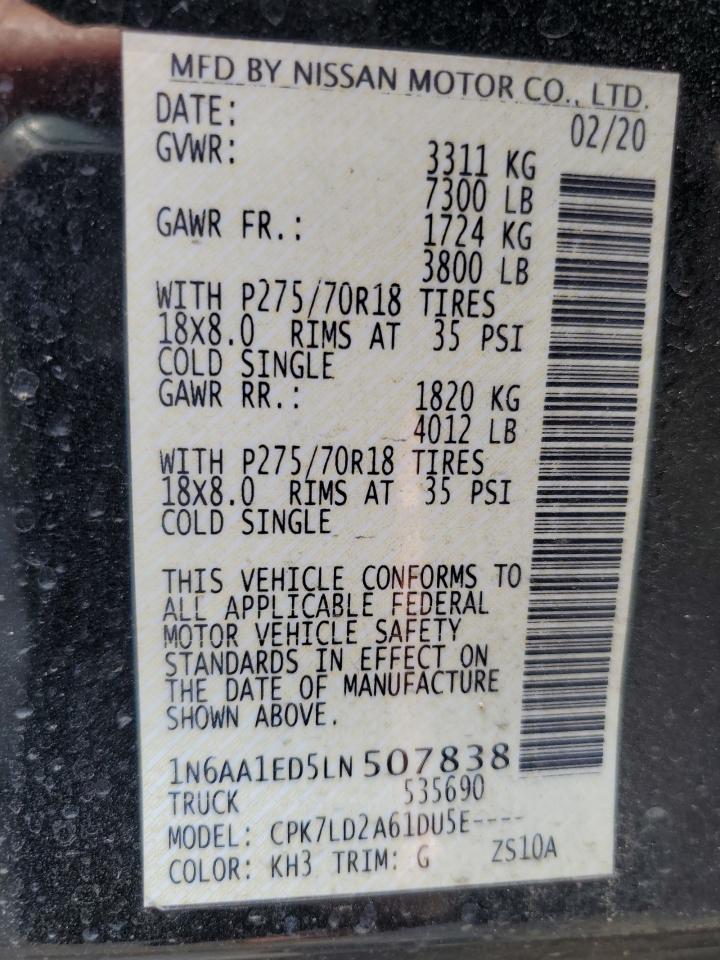 MFD BY NISSAN MOTOR CO., LTD.
DATE: 02/20
GVWR: 3311 KG
7300 LB
GAWR FR.: 1724 KG
3800 LB
WITH P275/70R18 TIRES
18X8.0 RIMS AT 35 PSI
COLD SINGLE
GAWR RR.: 1820 KG
4012 LB
WITH P275/70R18 TIRES
18X8.0 RIMS AT 35 PSI
COLD SINGLE
THIS VEHICLE CONFORMS TO
ALL APPLICABLE FEDERAL
MOTOR VEHICLE SAFETY
STANDARDS IN EFFECT ON
THE DATE OF MANUFACTURE
SHOWN ABOVE.
1N6AA1ED5LN507838
TRUCK 535690
MODEL: CPK7LD2A61DU5E----
COLOR: KH3 TRIM: G ZS10A